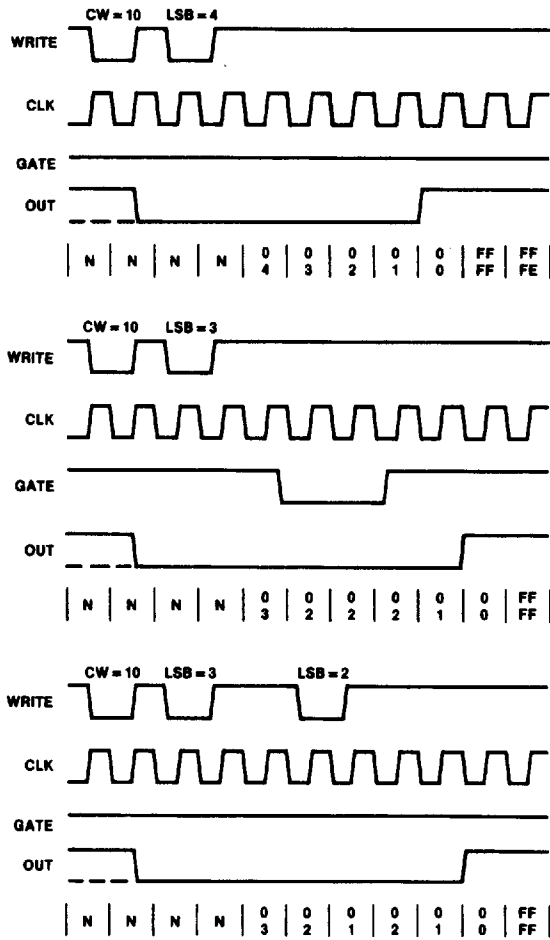 CW = 10 LSB = 4
WRITE
CLK
GATE
OUT
N N N N 0 0 0 0 0 FF FF
4 3 2 1 0 FF FE
CW = 10 LSB = 3
WRITE
CLK
GATE
OUT
N N N N 0 0 0 0 0 0 FF
3 2 2 2 1 0 FF
CW = 10 LSB = 3 LSB = 2
WRITE
CLK
GATE
OUT
N N N N 0 0 0 0 0 0 FF
3 2 1 2 1 0 FF